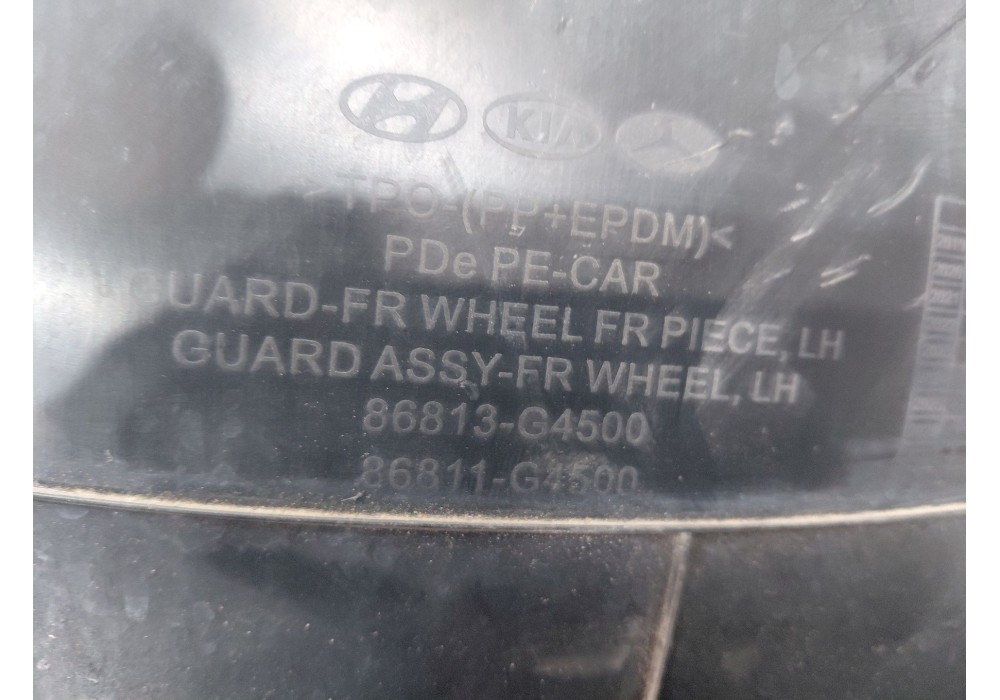 KIA
TPO-(PP+EPDM)<
PDe PE-CAR
GUARD-FR WHEEL FR PIECE, LH
GUARD ASSY-FR WHEEL, LH
86813-G4500
86811-G4500